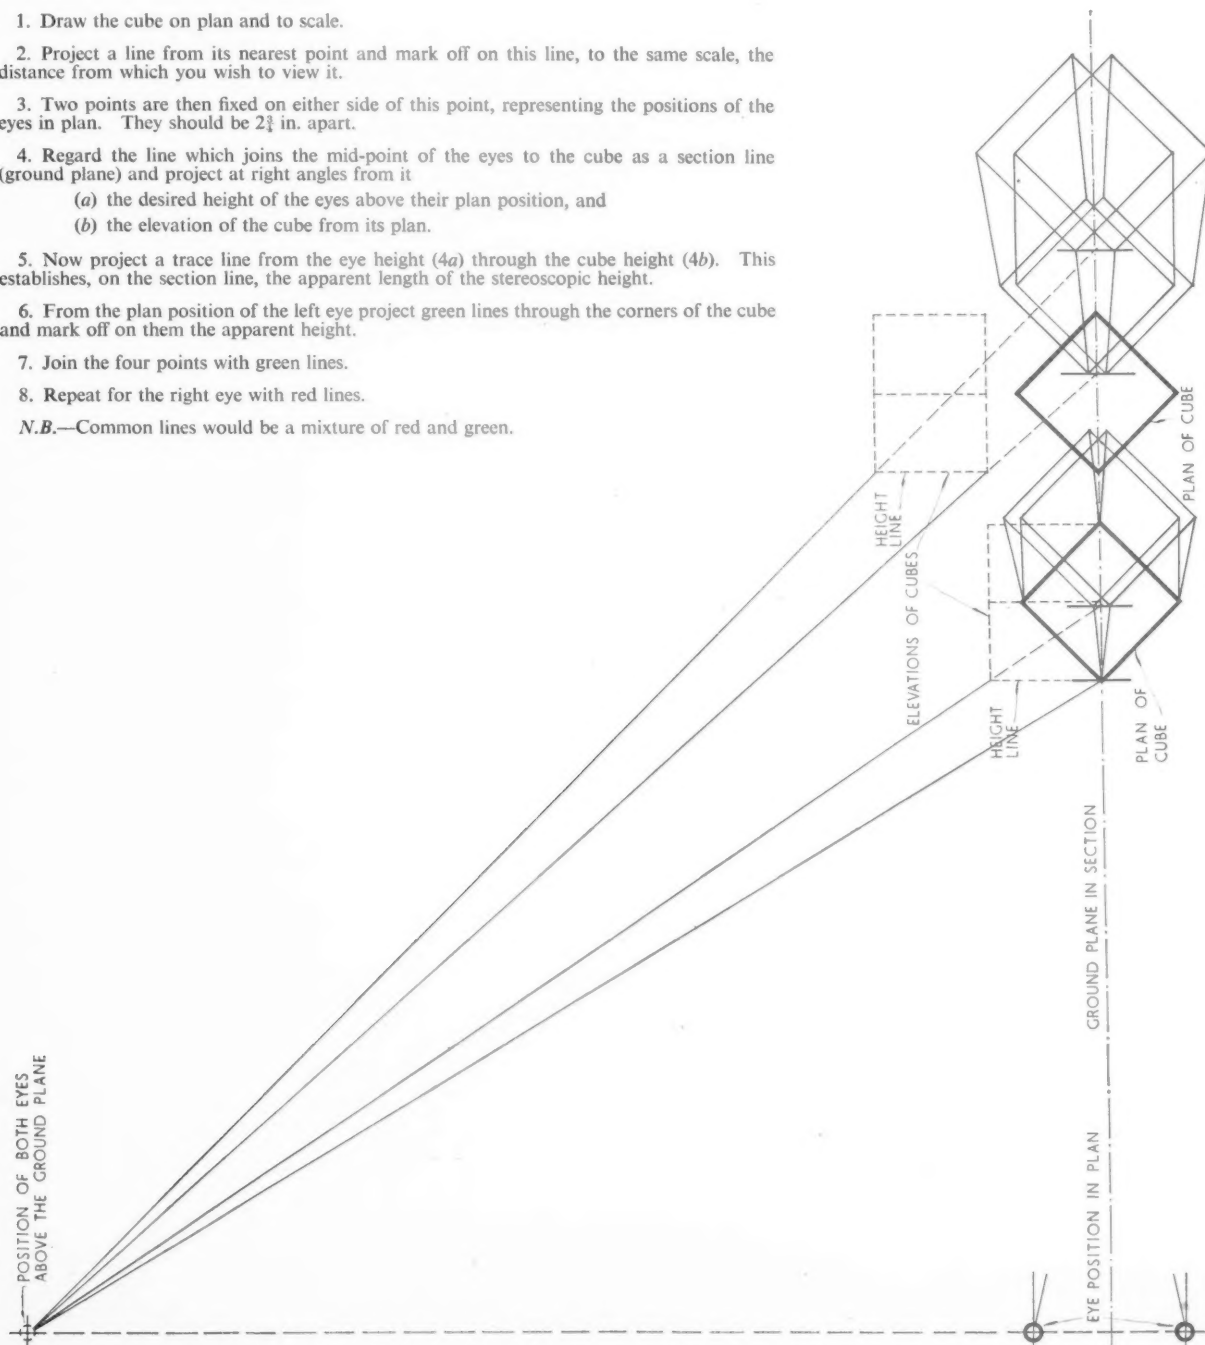 1. Draw the cube on plan and to scale.
2. Project a line from its nearest point and mark off on this line, to the same scale, the
distance from which you wish to view it.
3. Two points are then fixed on either side of this point, representing the positions of the
eyes in plan. They should be 2¾ in. apart.
4. Regard the line which joins the mid-point of the eyes to the cube as a section line
(ground plane) and project at right angles from it
(a) the desired height of the eyes above their plan position, and
(b) the elevation of the cube from its plan.
5. Now project a trace line from the eye height (4a) through the cube height (4b). This
establishes, on the section line, the apparent length of the stereoscopic height.
6. From the plan position of the left eye project green lines through the corners of the cube
and mark off on them the apparent height.
7. Join the four points with green lines.
8. Repeat for the right eye with red lines.
N.B.—Common lines would be a mixture of red and green.
PLAN OF CUBE
HEIGHT
LINE
ELEVATIONS OF CUBES
HEIGHT
LINE
PLAN OF
CUBE
GROUND PLANE IN SECTION
EYE POSITION IN PLAN
POSITION OF BOTH EYES
ABOVE THE GROUND PLANE